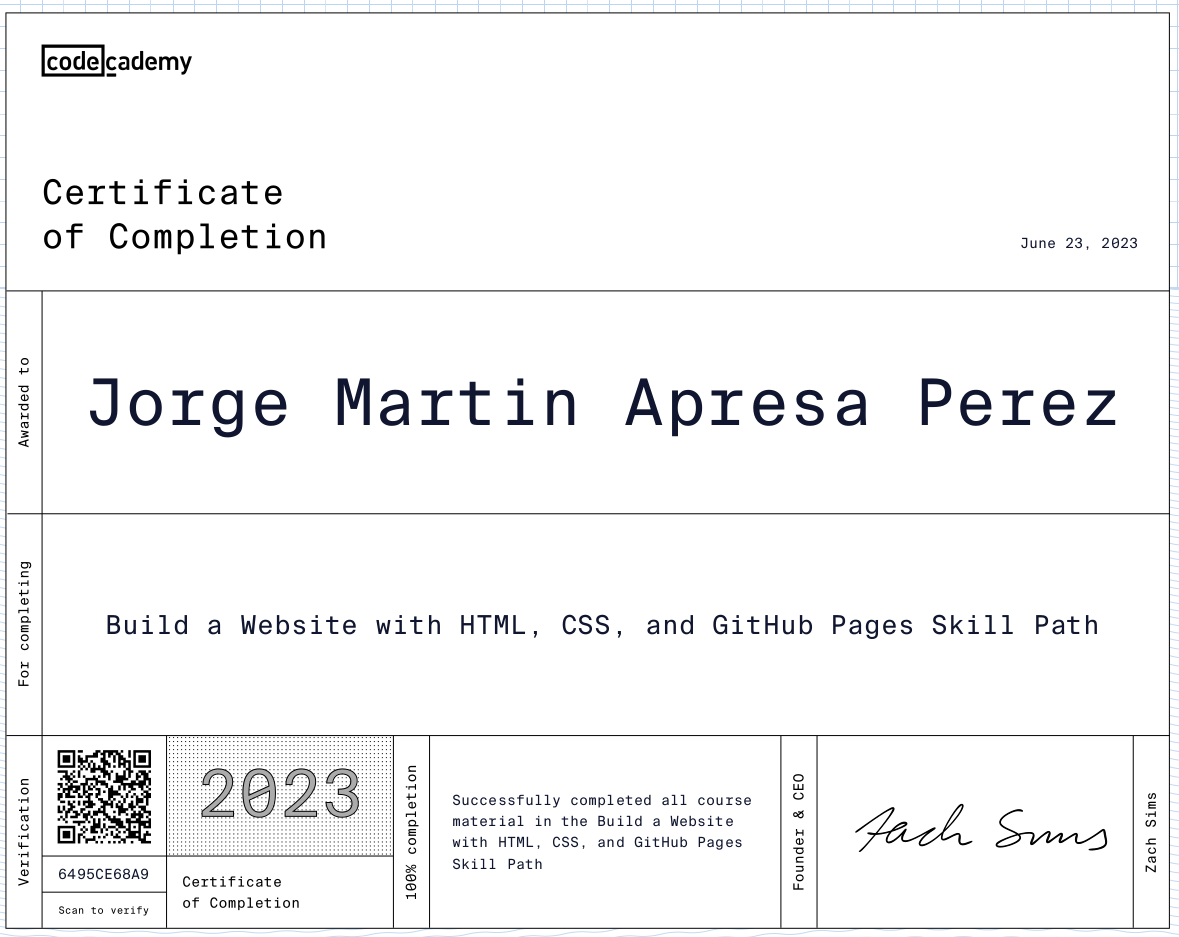 codecademy
Certificate
of Completion
June 23, 2023
Awarded to
Jorge Martin Apresa Perez
For completing
Build a Website with HTML, CSS, and GitHub Pages Skill Path
Verification
6495CE68A9
Scan to verify
2023
Certificate
of Completion
100% completion
Successfully completed all course
material in the Build a Website
with HTML, CSS, and GitHub Pages
Skill Path
Founder & CEO
Zach Sims
Zach Sims